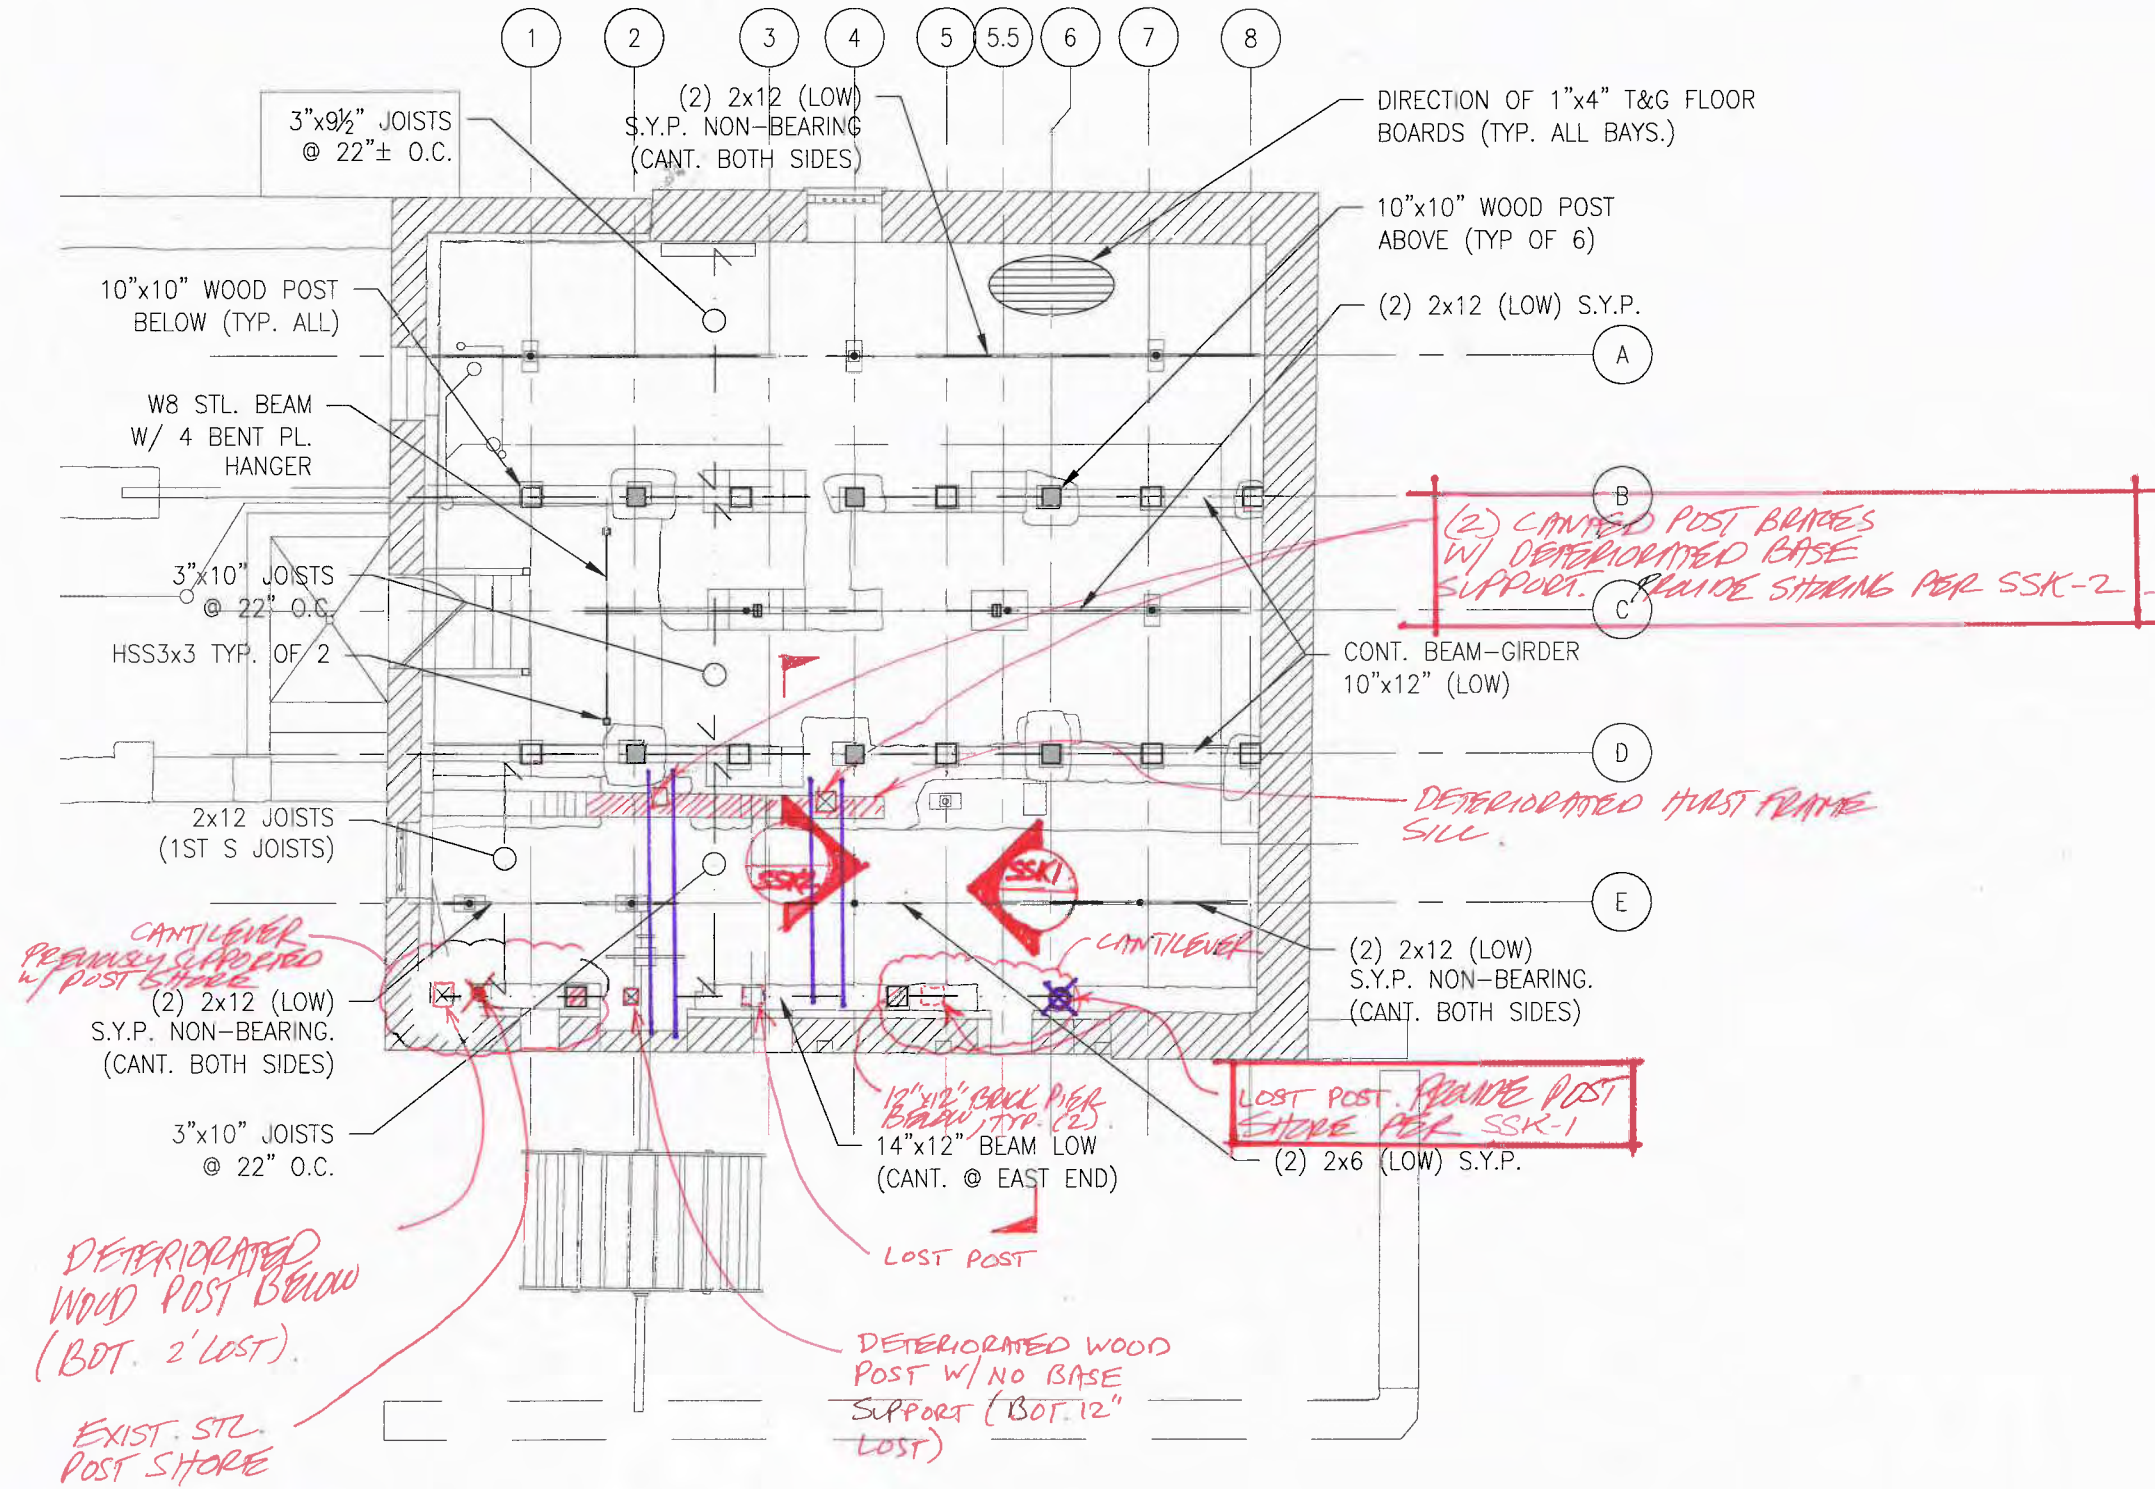 1 2 3 4 5 5.5 6 7 8
3"x9½" JOISTS
@ 22"± O.C.
(2) 2x12 (LOW)
S.Y.P. NON-BEARING
(CANT. BOTH SIDES)
DIRECTION OF 1"x4" T&G FLOOR
BOARDS (TYP. ALL BAYS.)
10"x10" WOOD POST
ABOVE (TYP OF 6)
10"x10" WOOD POST
BELOW (TYP. ALL)
(2) 2x12 (LOW) S.Y.P.
A
W8 STL. BEAM
W/ 4 BENT PL.
HANGER
B
(2) CANTED POST BRACES
W/ DETERIORATED BASE
SUPPORT. PROVIDE SHORING PER SSK-2
3"x10" JOISTS
@ 22" O.C.
C
HSS3x3 TYP. OF 2
CONT. BEAM-GIRDER
10"x12" (LOW)
D
DETERIORATED HURST FRAME
SILL
2x12 JOISTS
(1ST S JOISTS)
SSK2
SSK1
E
CANTILEVER
PREVIOUSLY SUPPORTED
W/ POST SHORE
CANTILEVER
(2) 2x12 (LOW)
S.Y.P. NON-BEARING.
(CANT. BOTH SIDES)
(2) 2x12 (LOW)
S.Y.P. NON-BEARING.
(CANT. BOTH SIDES)
12"x12" BRICK PIER
BELOW, TYP. (2)
LOST POST. PROVIDE POST
SHORE PER SSK-1
3"x10" JOISTS
@ 22" O.C.
14"x12" BEAM LOW
(CANT. @ EAST END)
(2) 2x6 (LOW) S.Y.P.
LOST POST
DETERIORATED
WOOD POST BELOW
(BOT. 2' LOST).
DETERIORATED WOOD
POST W/ NO BASE
SUPPORT (BOT. 12"
LOST)
EXIST. STL.
POST SHORE